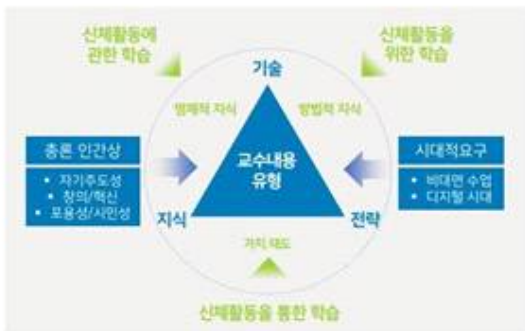 신체활동에
관한 학습
신체활동을
위한 학습
기술
명제적 지식
방법적 지식
총론 인간상
• 자기주도성
• 창의/혁신
• 포용성/시민성
교수내용
유형
시대적요구
• 비대면 수업
• 디지털 시대
지식
전략
가치, 태도
신체활동을 통한 학습